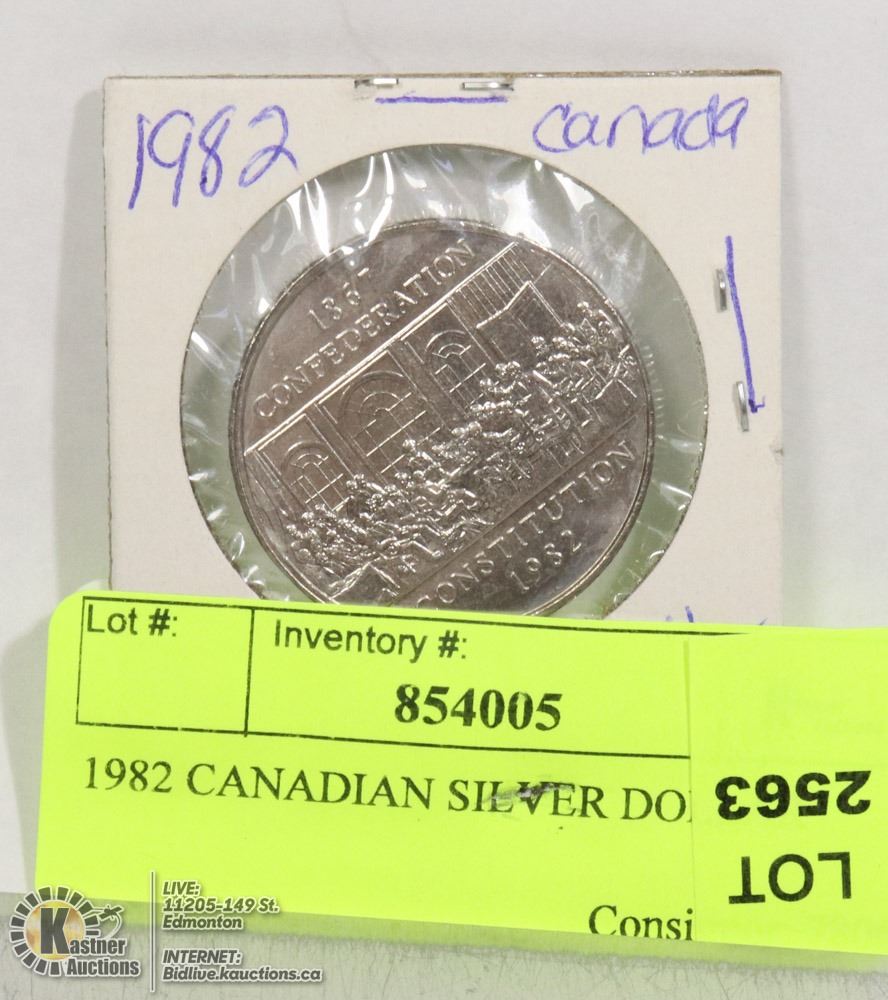 1982 canada
1867
CONFEDERATION
CONSTITUTION
1982
Lot #: Inventory #:
854005
1982 CANADIAN SILVER DO
LOT
2563
Consi
Kastner
Auctions
LIVE:
11205-149 St.
Edmonton
INTERNET:
Bidlive.kauctions.ca